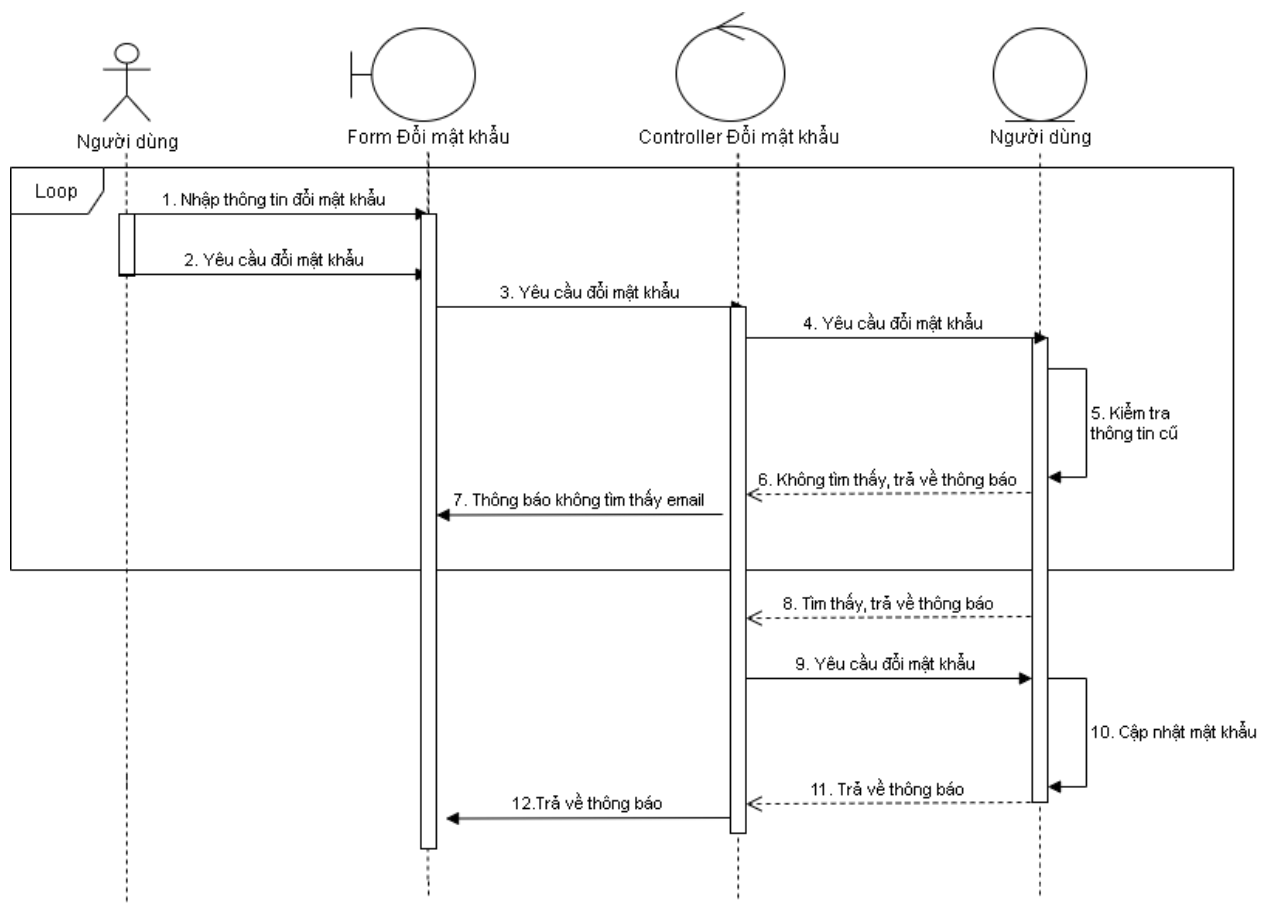 Người dùng
Form Đổi mật khẩu
Controller Đổi mật khẩu
Người dùng
Loop
1. Nhập thông tin đổi mật khẩu
2. Yêu cầu đổi mật khẩu
3. Yêu cầu đổi mật khẩu
4. Yêu cầu đổi mật khẩu
5. Kiểm tra
thông tin cũ
6. Không tìm thấy, trả về thông báo
7. Thông báo không tìm thấy email
8. Tìm thấy, trả về thông báo
9. Yêu cầu đổi mật khẩu
10. Cập nhật mật khẩu
11. Trả về thông báo
12.Trả về thông báo